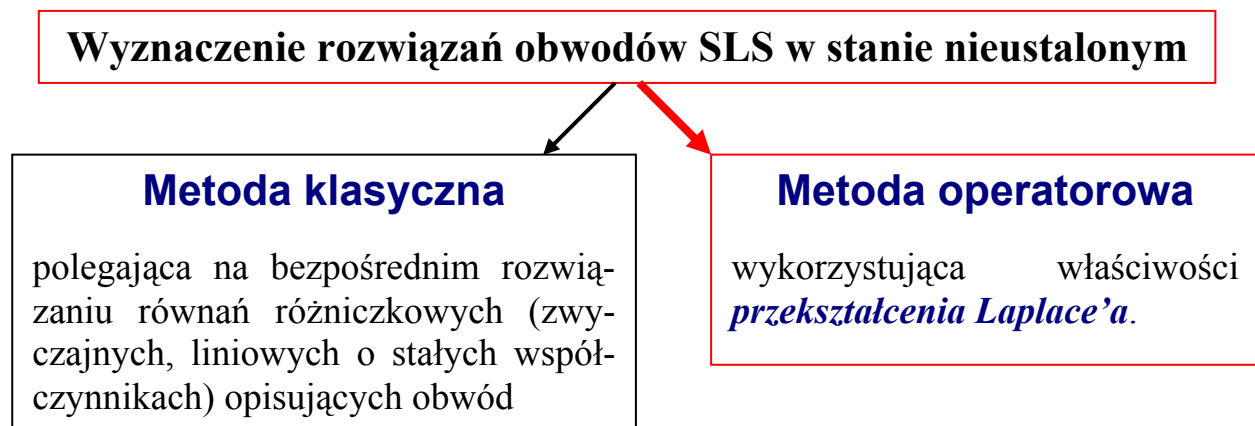 Wyznaczenie rozwiązań obwodów SLS w stanie nieustalonym
Metoda klasyczna
polegająca na bezpośrednim rozwią-
zaniu równań różniczkowych (zwy-
czajnych, liniowych o stałych współ-
czynnikach) opisujących obwód
Metoda operatorowa
wykorzystująca właściwości
przekształcenia Laplace’a.